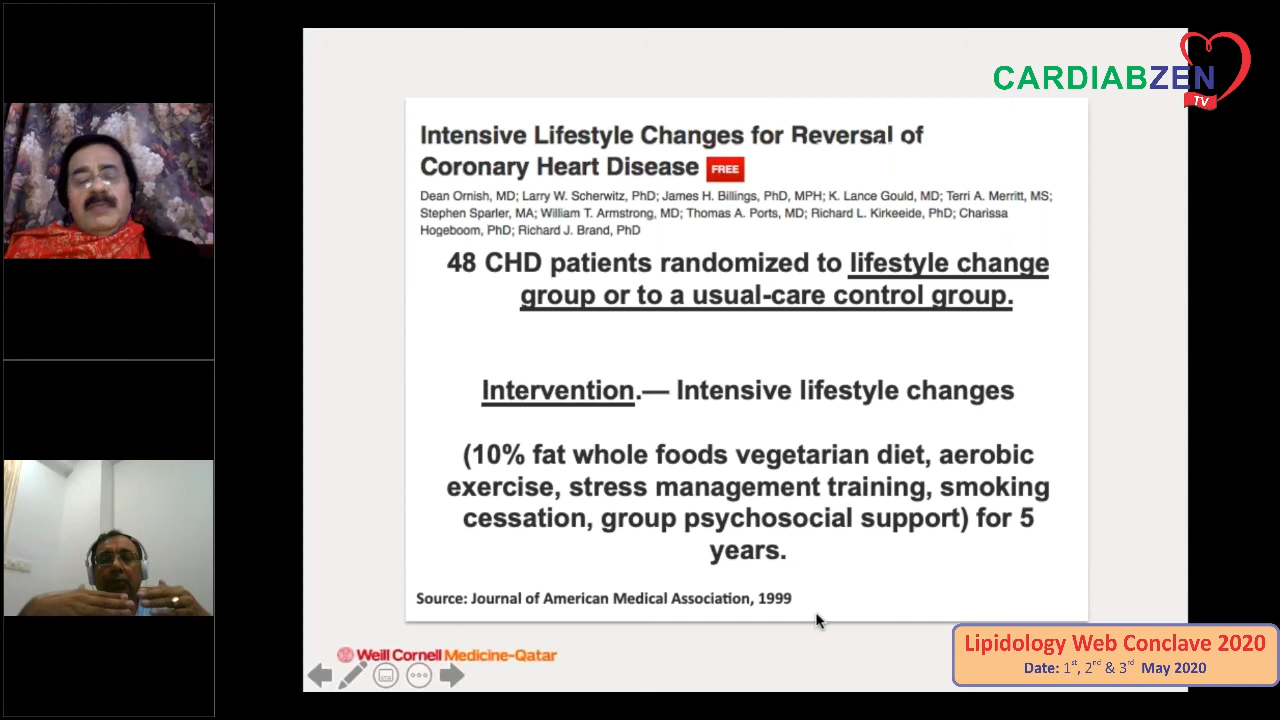 CARDIABZEN
TV
Intensive Lifestyle Changes for Reversal of
Coronary Heart Disease FREE
Dean Ornish, MD; Larry W. Scherwitz, PhD; James H. Billings, PhD, MPH; K. Lance Gould, MD; Terri A. Merritt, MS;
Stephen Sparler, MA; William T. Armstrong, MD; Thomas A. Ports, MD; Richard L. Kirkeeide, PhD; Charissa
Hogeboom, PhD; Richard J. Brand, PhD
48 CHD patients randomized to lifestyle change
group or to a usual-care control group.
Intervention.— Intensive lifestyle changes
(10% fat whole foods vegetarian diet, aerobic
exercise, stress management training, smoking
cessation, group psychosocial support) for 5
years.
Source: Journal of American Medical Association, 1999
Weill Cornell Medicine-Qatar
Lipidology Web Conclave 2020
Date: 1st, 2nd & 3rd May 2020